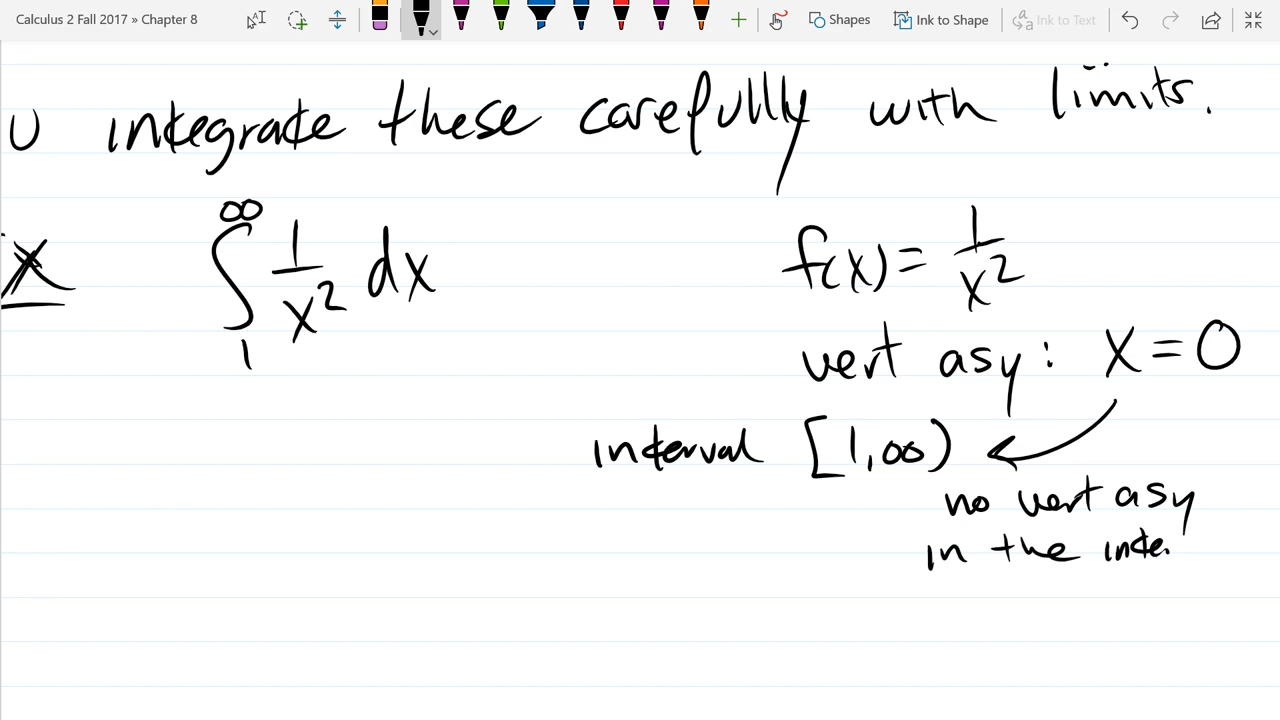 Calculus 2 Fall 2017 » Chapter 8
Shapes Ink to Shape Ink to Text
U integrate these carefully with limits.
∫₁^∞ 1/x² dx
f(x) = 1/x²
vert asy: x = 0
interval [1,∞)
no vert asy
in the inte